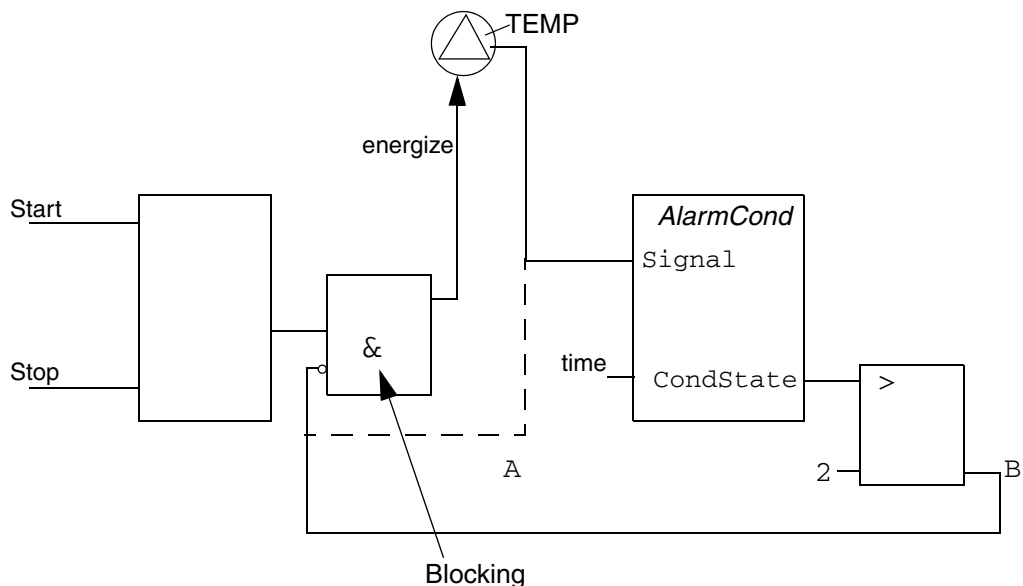 TEMP
energize
Start
AlarmCond
Signal
&
time
Stop
CondState
>
A
2
B
Blocking